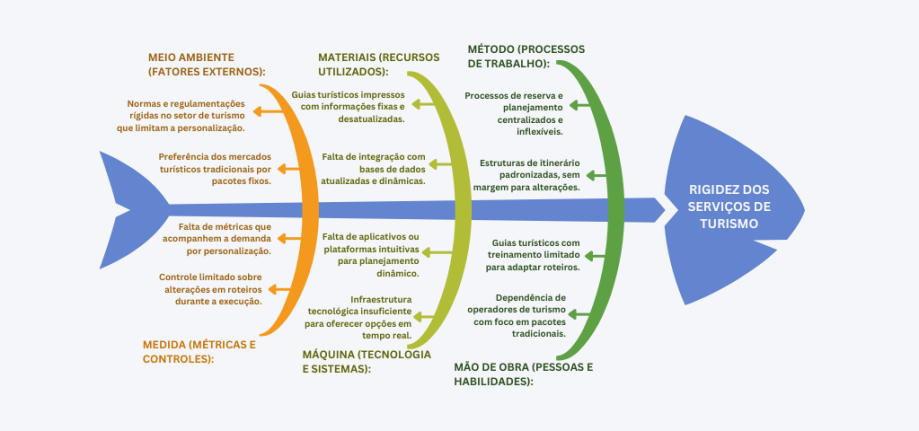 MEIO AMBIENTE
(FATORES EXTERNOS):
Normas e regulamentações
rígidas no setor de turismo
que limitam a personalização.
Preferência dos mercados
turísticos tradicionais por
pacotes fixos.
Falta de métricas que
acompanhem a demanda
por personalização.
Controle limitado sobre
alterações em roteiros
durante a execução.
MEDIDA (MÉTRICAS E
CONTROLES):
MATERIAIS (RECURSOS
UTILIZADOS):
Guias turísticos impressos
com informações fixas e
desatualizadas.
Falta de integração com
bases de dados
atualizadas e dinâmicas.
Falta de aplicativos ou
plataformas intuitivas
para planejamento
dinâmico.
Infraestrutura
tecnológica insuficiente
para oferecer opções em
tempo real.
MÁQUINA (TECNOLOGIA
E SISTEMAS):
MÉTODO (PROCESSOS
DE TRABALHO):
Processos de reserva e
planejamento
centralizados e
inflexíveis.
Estruturas de itinerário
padronizadas, sem
margem para alterações.
Guias turísticos com
treinamento limitado
para adaptar roteiros.
Dependência de
operadores de turismo
com foco em pacotes
tradicionais.
MÃO DE OBRA (PESSOAS E
HABILIDADES):
RIGIDEZ DOS
SERVIÇOS DE
TURISMO